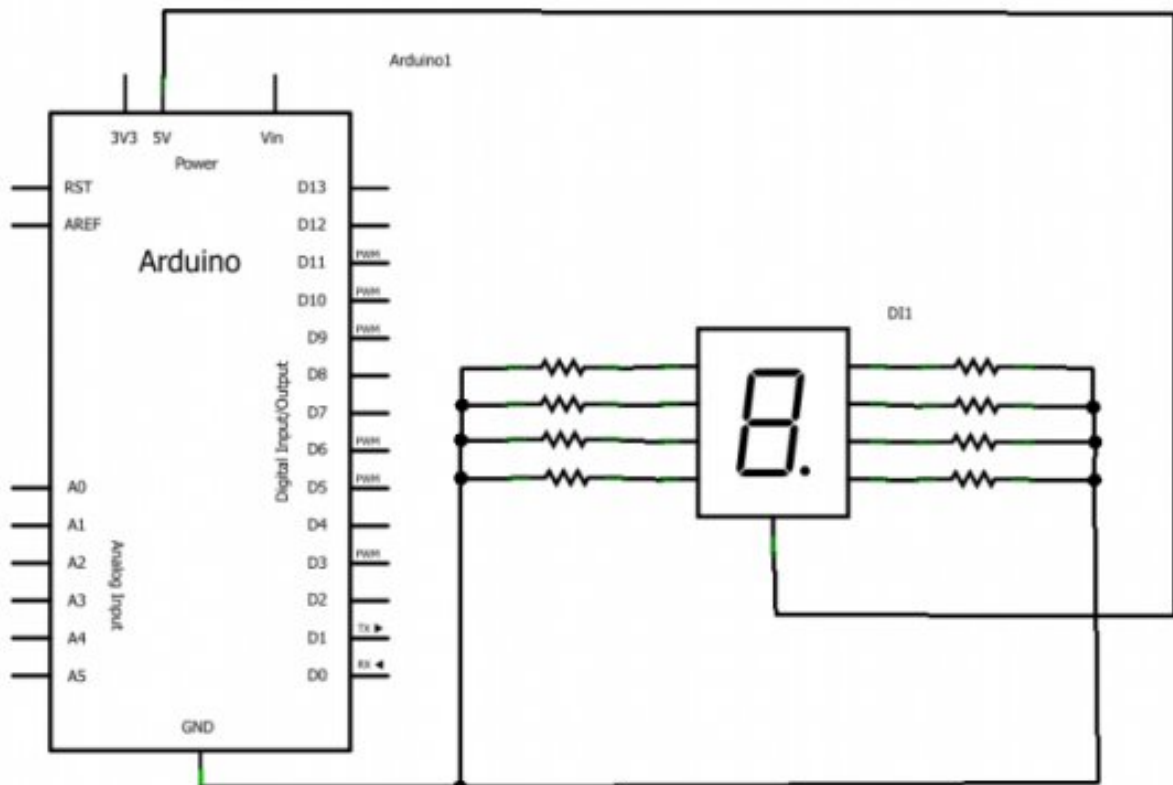 Arduino1
3V3 5V Vin
Power
RST D13
AREF D12
Arduino
D11 PWM
D10 PWM
D9 PWM
D8
D7
D6 PWM
A0 D5 PWM
A1 D4
A2 D3 PWM
A3 D2
A4 D1 TX
A5 D0 RX
Analog Input
Digital Input/Output
GND
DI1
8.